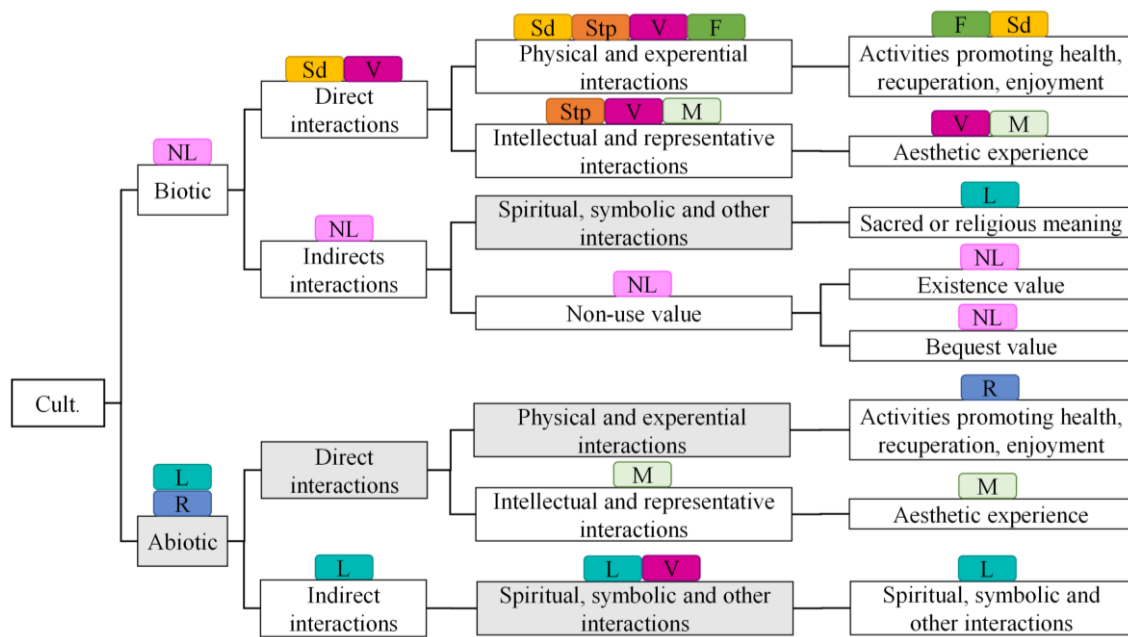 Sd Stp V F F Sd
Physical and experential interactions
Activities promoting health, recuperation, enjoyment
Sd V
Direct interactions
Stp V M V M
Intellectual and representative interactions
Aesthetic experience
NL
Biotic
L
Spiritual, symbolic and other interactions
Sacred or religious meaning
NL
Indirects interactions
NL
Existence value
NL
Non-use value
NL
Bequest value
Cult.
R
Physical and experential interactions
Activities promoting health, recuperation, enjoyment
Direct interactions
L
R
Abiotic
M M
Intellectual and representative interactions
Aesthetic experience
L L V L
Indirect interactions
Spiritual, symbolic and other interactions
Spiritual, symbolic and other interactions